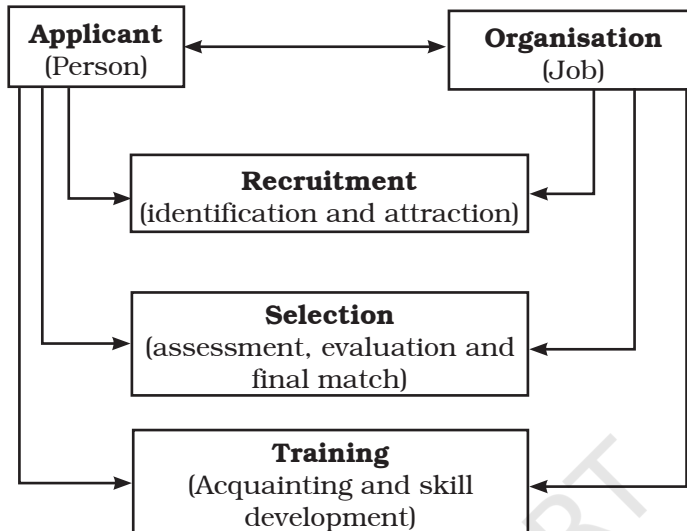 Applicant
(Person)
Organisation
(Job)
Recruitment
(identification and attraction)
Selection
(assessment, evaluation and
final match)
Training
(Acquainting and skill
development)